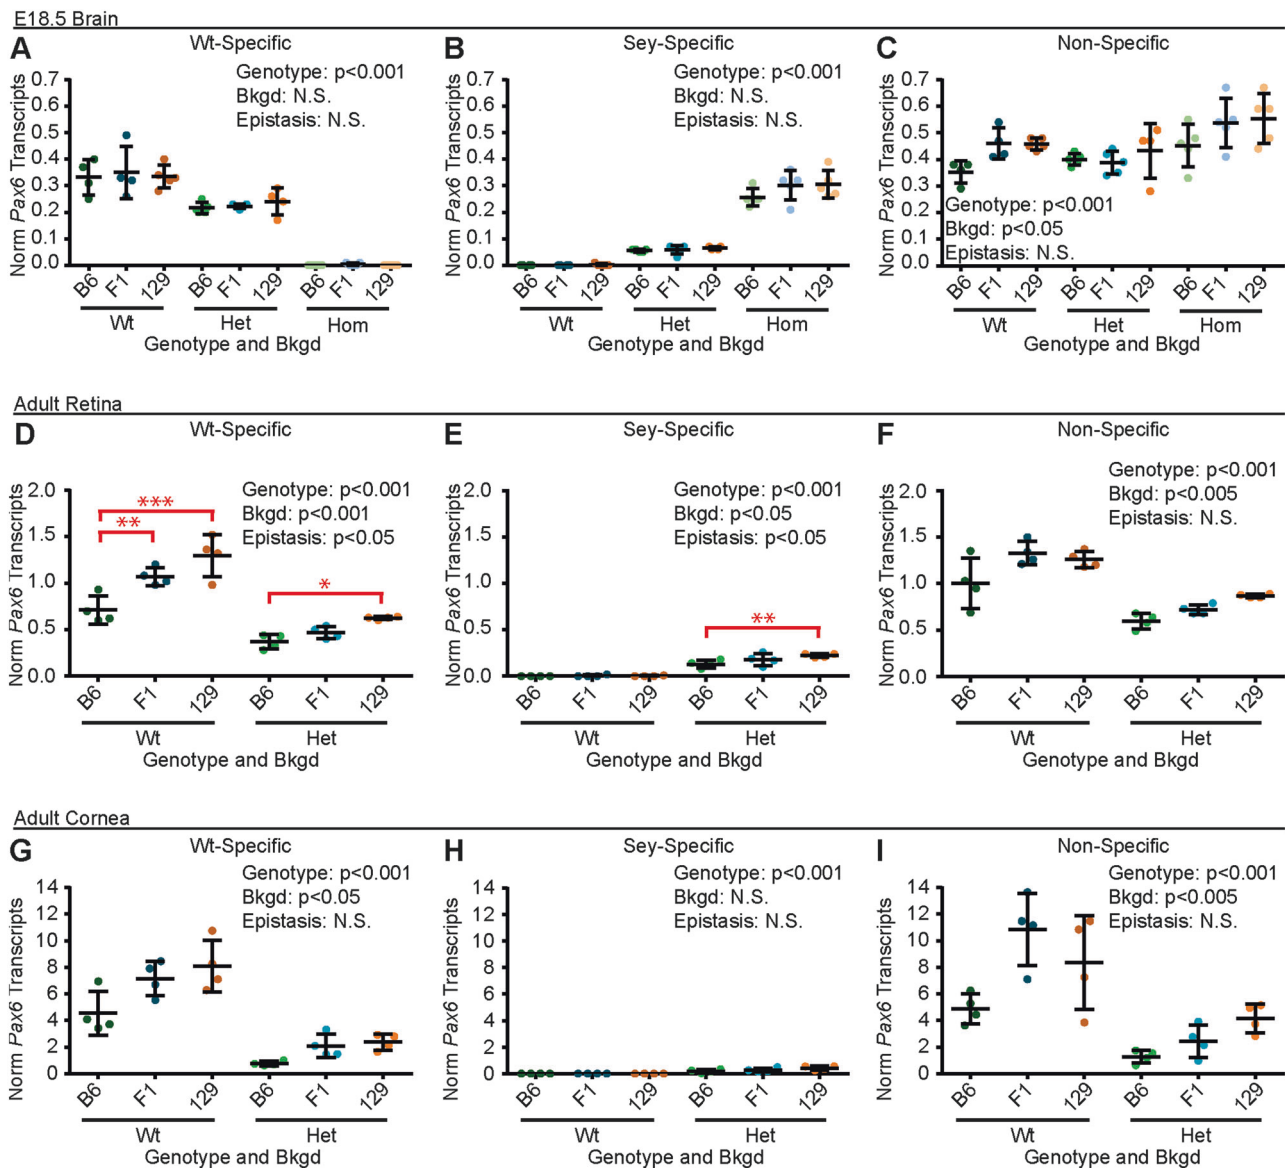 E18.5 Brain
A
Wt-Specific
Genotype: p<0.001
Bkgd: N.S.
Epistasis: N.S.
Norm Pax6 Transcripts
0.7
0.6
0.5
0.4
0.3
0.2
0.1
0.0
B6 F1 129 B6 F1 129 B6 F1 129
Wt Het Hom
Genotype and Bkgd
B
Sey-Specific
Genotype: p<0.001
Bkgd: N.S.
Epistasis: N.S.
Norm Pax6 Transcripts
0.7
0.6
0.5
0.4
0.3
0.2
0.1
0.0
B6 F1 129 B6 F1 129 B6 F1 129
Wt Het Hom
Genotype and Bkgd
C
Non-Specific
Norm Pax6 Transcripts
0.7
0.6
0.5
0.4
0.3
0.2
0.1
0.0
Genotype: p<0.001
Bkgd: p<0.05
Epistasis: N.S.
B6 F1 129 B6 F1 129 B6 F1 129
Wt Het Hom
Genotype and Bkgd
Adult Retina
D
Wt-Specific
Genotype: p<0.001
Bkgd: p<0.001
Epistasis: p<0.05
Norm Pax6 Transcripts
2.0
1.5
1.0
0.5
0.0
***
**
*
B6 F1 129 B6 F1 129
Wt Het
Genotype and Bkgd
E
Sey-Specific
Genotype: p<0.001
Bkgd: p<0.05
Epistasis: p<0.05
Norm Pax6 Transcripts
2.0
1.5
1.0
0.5
0.0
**
B6 F1 129 B6 F1 129
Wt Het
Genotype and Bkgd
F
Non-Specific
Genotype: p<0.001
Bkgd: p<0.005
Epistasis: N.S.
Norm Pax6 Transcripts
2.0
1.5
1.0
0.5
0.0
B6 F1 129 B6 F1 129
Wt Het
Genotype and Bkgd
Adult Cornea
G
Wt-Specific
Genotype: p<0.001
Bkgd: p<0.05
Epistasis: N.S.
Norm Pax6 Transcripts
14
12
10
8
6
4
2
0
B6 F1 129 B6 F1 129
Wt Het
Genotype and Bkgd
H
Sey-Specific
Genotype: p<0.001
Bkgd: N.S.
Epistasis: N.S.
Norm Pax6 Transcripts
14
12
10
8
6
4
2
0
B6 F1 129 B6 F1 129
Wt Het
Genotype and Bkgd
I
Non-Specific
Genotype: p<0.001
Bkgd: p<0.005
Epistasis: N.S.
Norm Pax6 Transcripts
14
12
10
8
6
4
2
0
B6 F1 129 B6 F1 129
Wt Het
Genotype and Bkgd